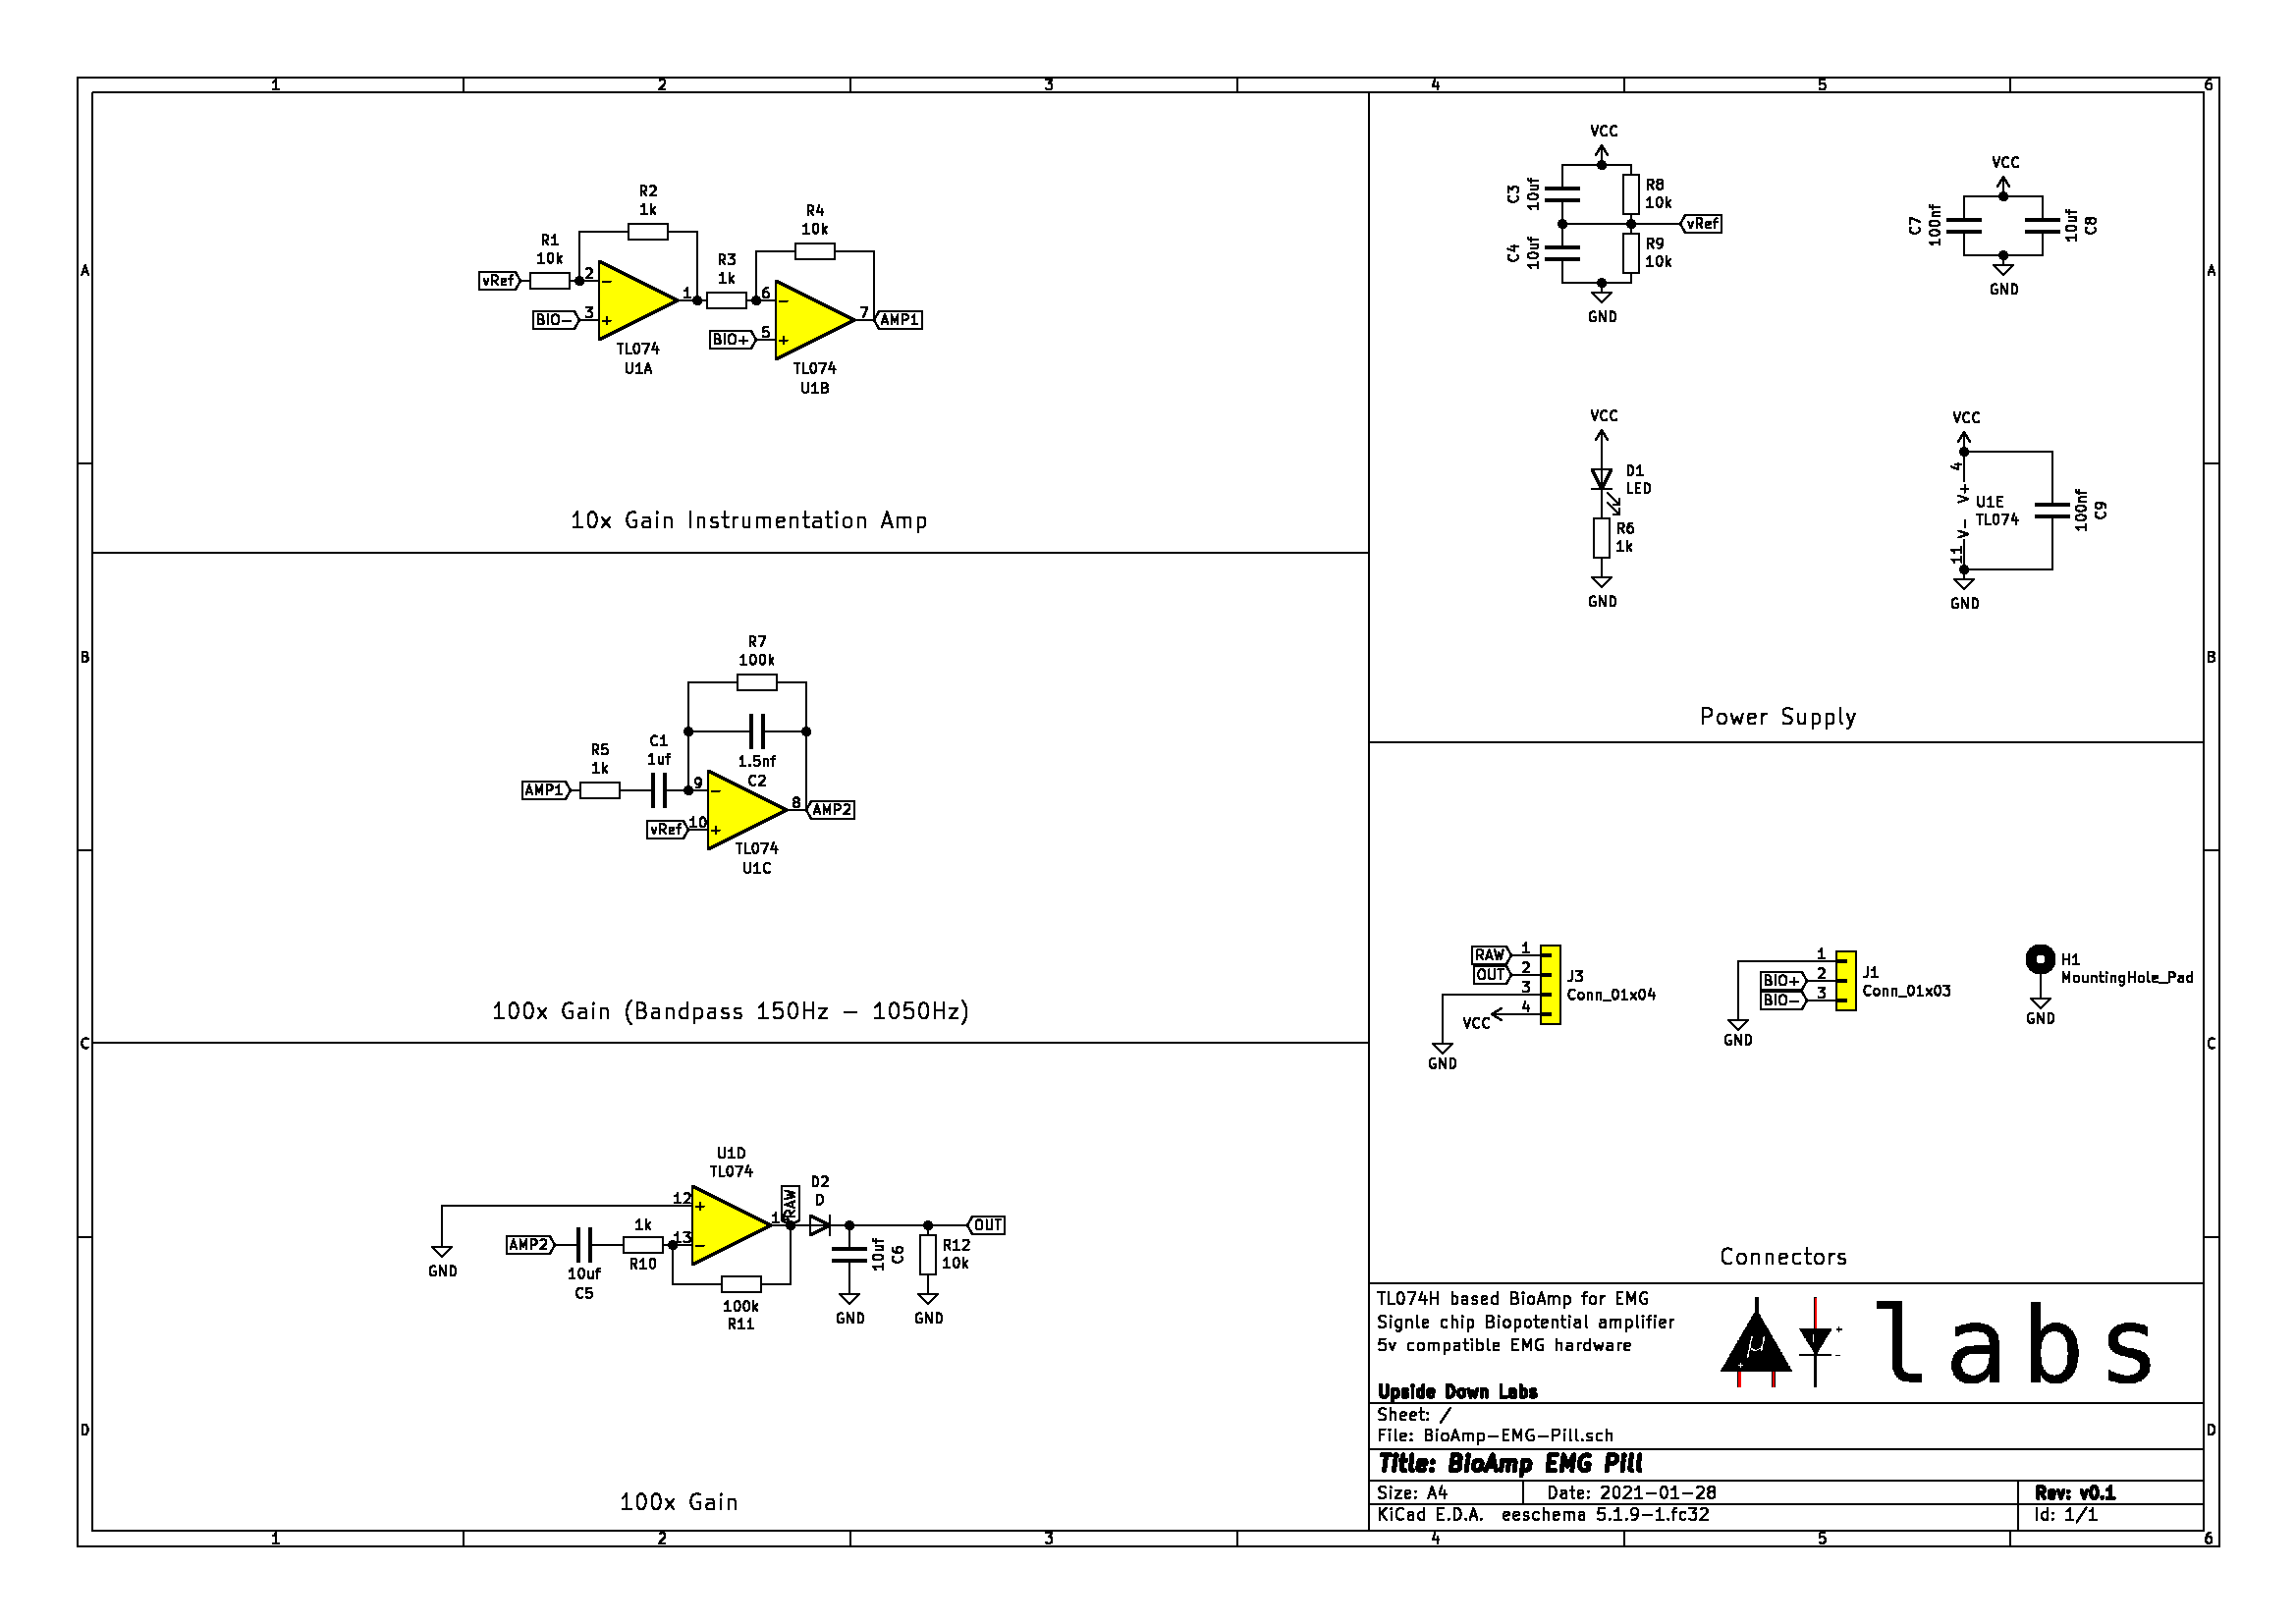 1 2 3 4 5 6
A
B
C
D
R2
1k
R1
10k
vRef
2
BIO-
3
1
TL074
U1A
R3
1k
R4
10k
6
BIO+
5
7
AMP1
TL074
U1B
10x Gain Instrumentation Amp
R7
100k
1.5nf
C2
R5
1k
C1
1uf
AMP1
9
vRef
10
8
AMP2
TL074
U1C
100x Gain (Bandpass 150Hz - 1050Hz)
U1D
TL074
12
GND
AMP2
10uf
C5
1k
R10
13
100k
R11
RAW
D2
D
10uf
C6
GND
R12
10k
GND
OUT
100x Gain
VCC
C3
10uf
R8
10k
vRef
C4
10uf
R9
10k
GND
VCC
C7
100nf
10uf
C8
GND
VCC
D1
LED
R6
1k
GND
VCC
4
V+
U1E
TL074
V-
11
100nf
C9
GND
Power Supply
RAW
OUT
1
2
3
4
VCC
GND
J3
Conn_01x04
BIO+
BIO-
1
2
3
GND
J1
Conn_01x03
H1
MountingHole_Pad
GND
Connectors
TL074H based BioAmp for EMG
Signle chip Biopotential amplifier
5v compatible EMG hardware
labs
Upside Down Labs
Sheet: /
File: BioAmp-EMG-Pill.sch
Title: BioAmp EMG Pill
Size: A4
Date: 2021-01-28
Rev: v0.1
KiCad E.D.A. eeschema 5.1.9-1.fc32
Id: 1/1
A
B
C
D
1 2 3 4 5 6